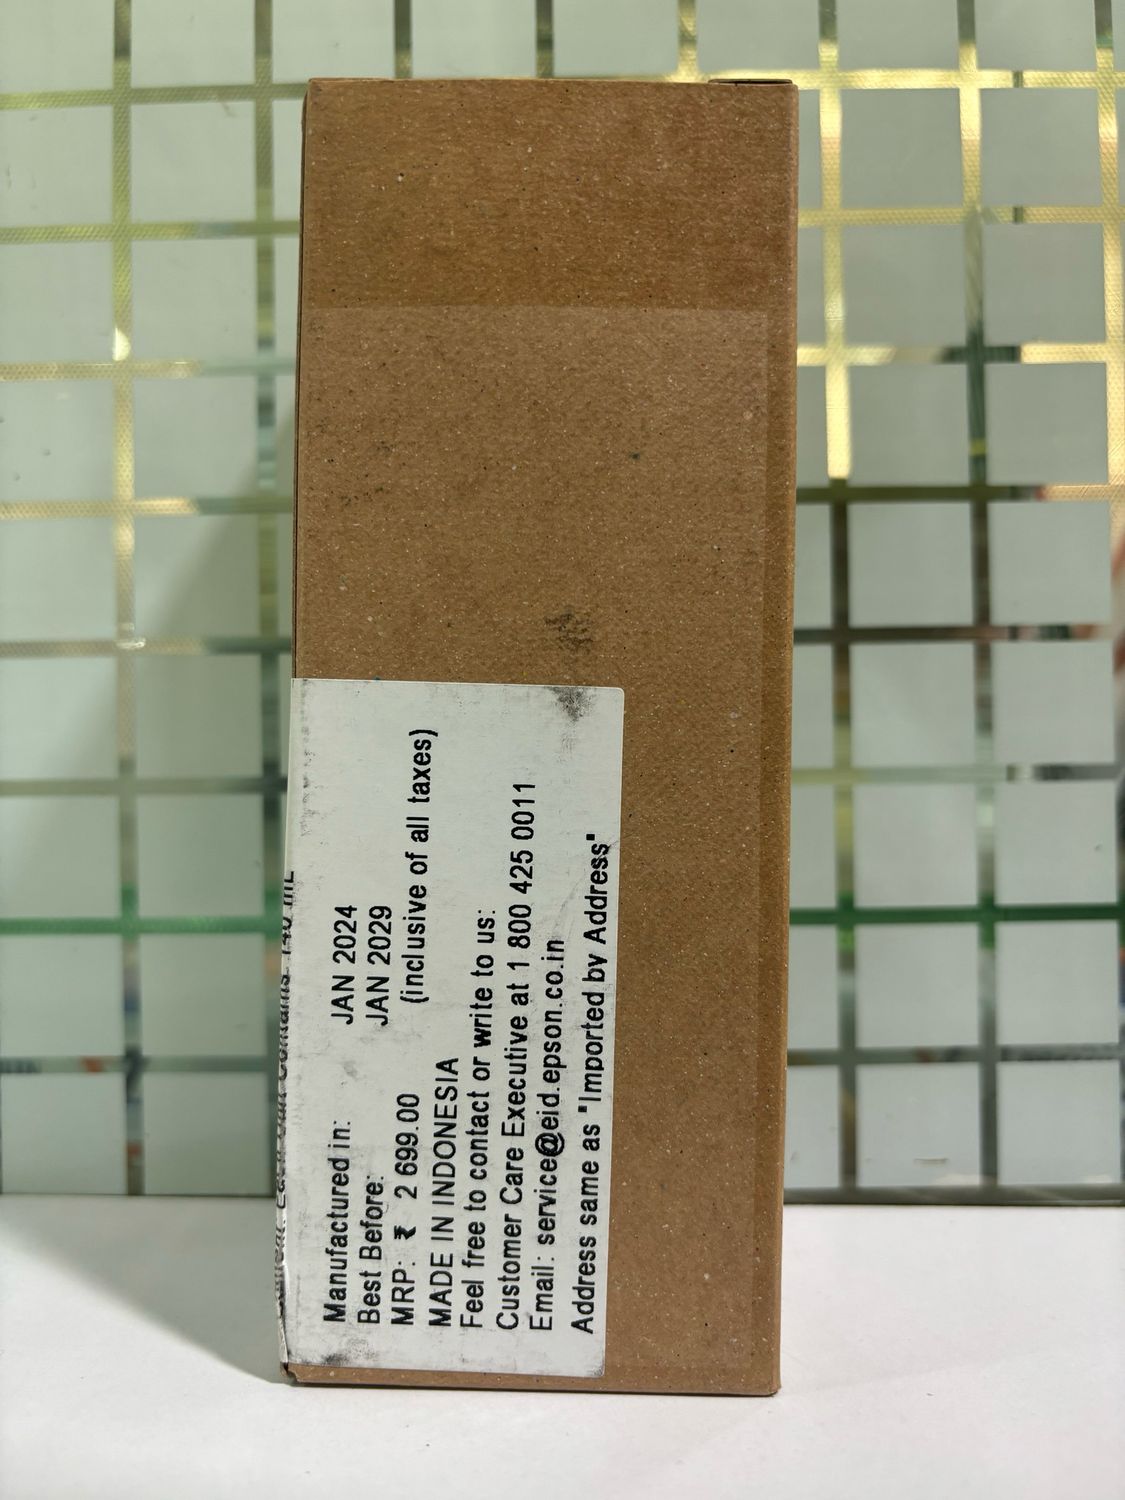 140 mL
Manufactured in: JAN 2024
Best Before: JAN 2029
MRP: ₹ 2 699.00 (inclusive of all taxes)
MADE IN INDONESIA
Feel free to contact or write to us:
Customer Care Executive at 1 800 425 0011
Email: service@eid.epson.co.in
Address same as "Imported by Address"